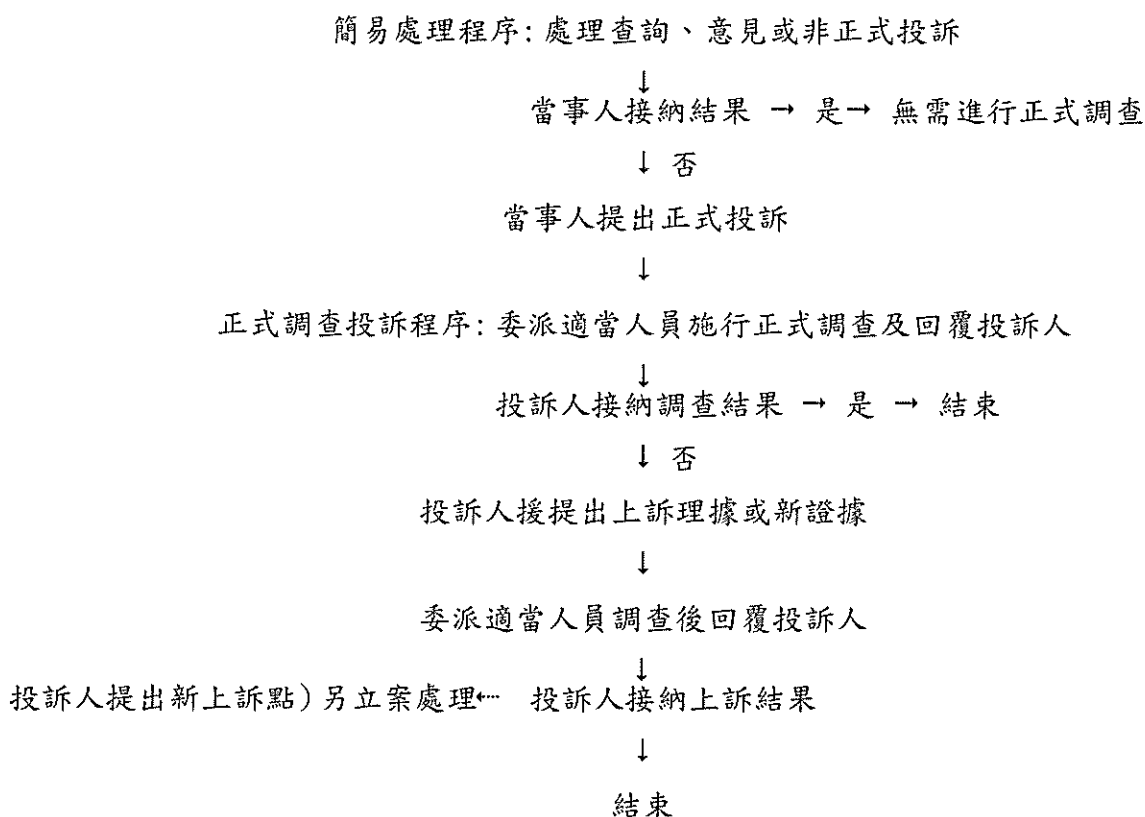 簡易處理程序: 處理查詢、意見或非正式投訴
↓
當事人接納結果 → 是→ 無需進行正式調查
↓ 否
當事人提出正式投訴
↓
正式調查投訴程序: 委派適當人員施行正式調查及回覆投訴人
↓
投訴人接納調查結果 → 是 → 結束
↓ 否
投訴人援提出上訴理據或新證據
↓
委派適當人員調查後回覆投訴人
↓
投訴人提出新上訴點) 另立案處理⇠ 投訴人接納上訴結果
↓
結束